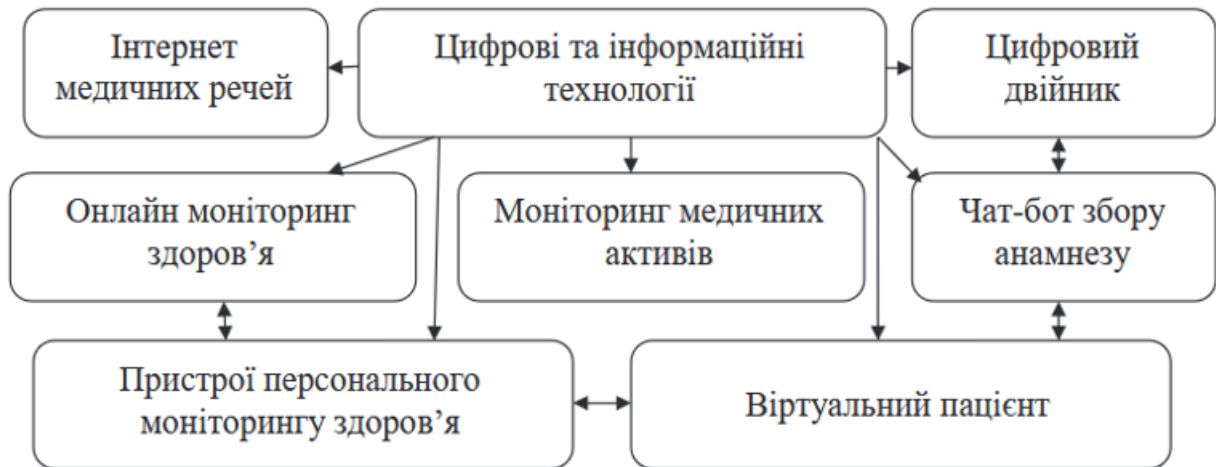 Інтернет
медичних речей
Цифрові та інформаційні
технології
Цифровий
двійник
Онлайн моніторинг
здоров’я
Моніторинг медичних
активів
Чат-бот збору
анамнезу
Пристрої персонального
моніторингу здоров’я
Віртуальний пацієнт